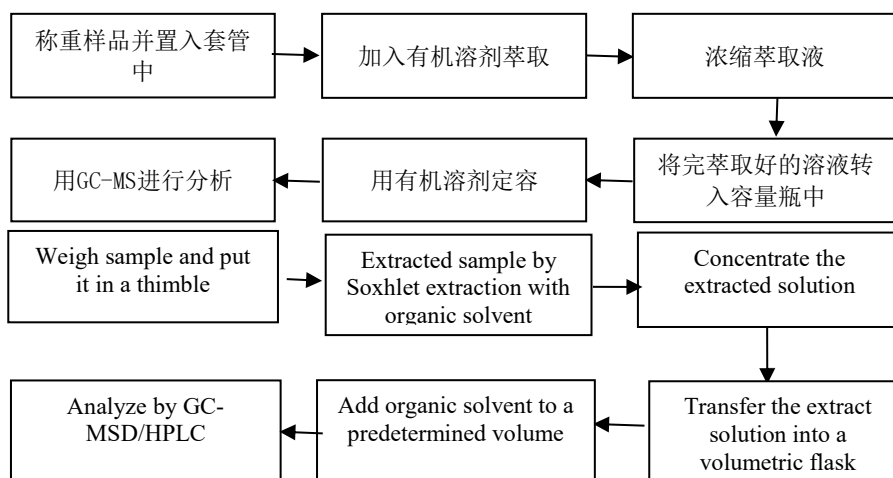 称重样品并置入套管
中
加入有机溶剂萃取
浓缩萃取液
将完萃取好的溶液转
入容量瓶中
用有机溶剂定容
用GC-MS进行分析
Weigh sample and put
it in a thimble
Extracted sample by
Soxhlet extraction with
organic solvent
Concentrate the
extracted solution
Transfer the extract
solution into a
volumetric flask
Add organic solvent to a
predetermined volume
Analyze by GC-
MSD/HPLC